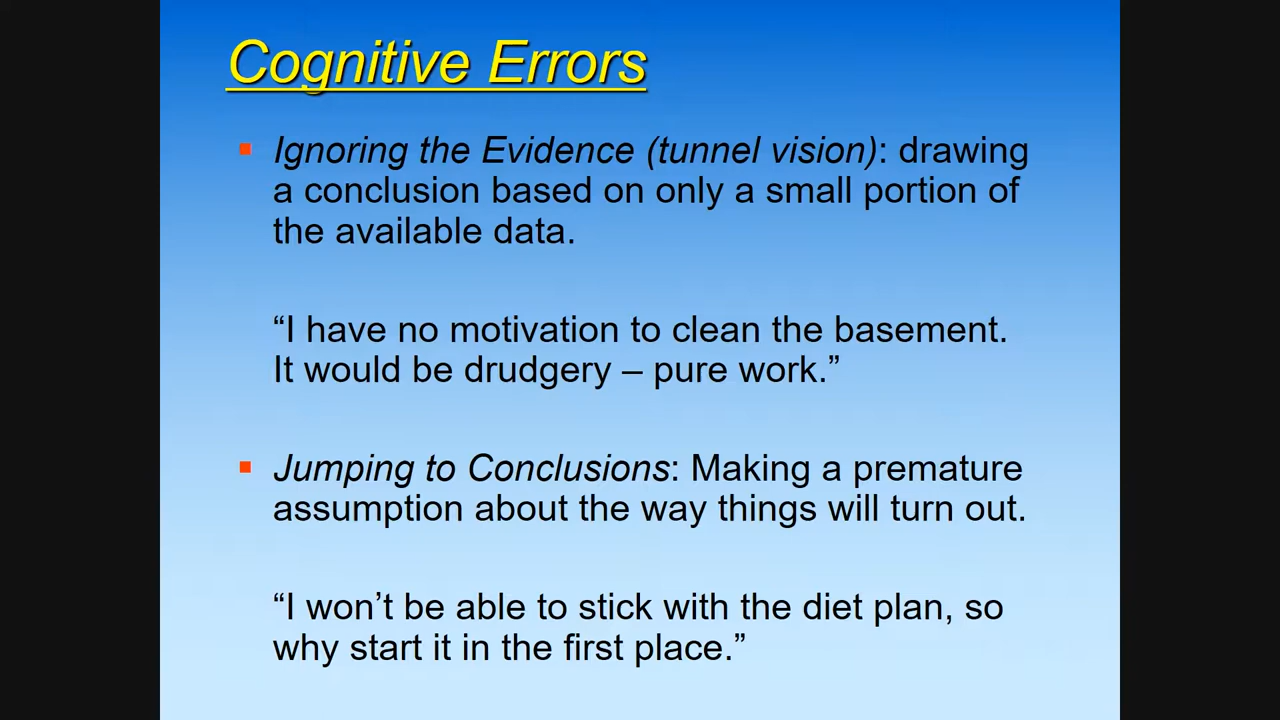 Cognitive Errors
▪ Ignoring the Evidence (tunnel vision): drawing
a conclusion based on only a small portion of
the available data.
“I have no motivation to clean the basement.
It would be drudgery – pure work.”
▪ Jumping to Conclusions: Making a premature
assumption about the way things will turn out.
“I won’t be able to stick with the diet plan, so
why start it in the first place.”